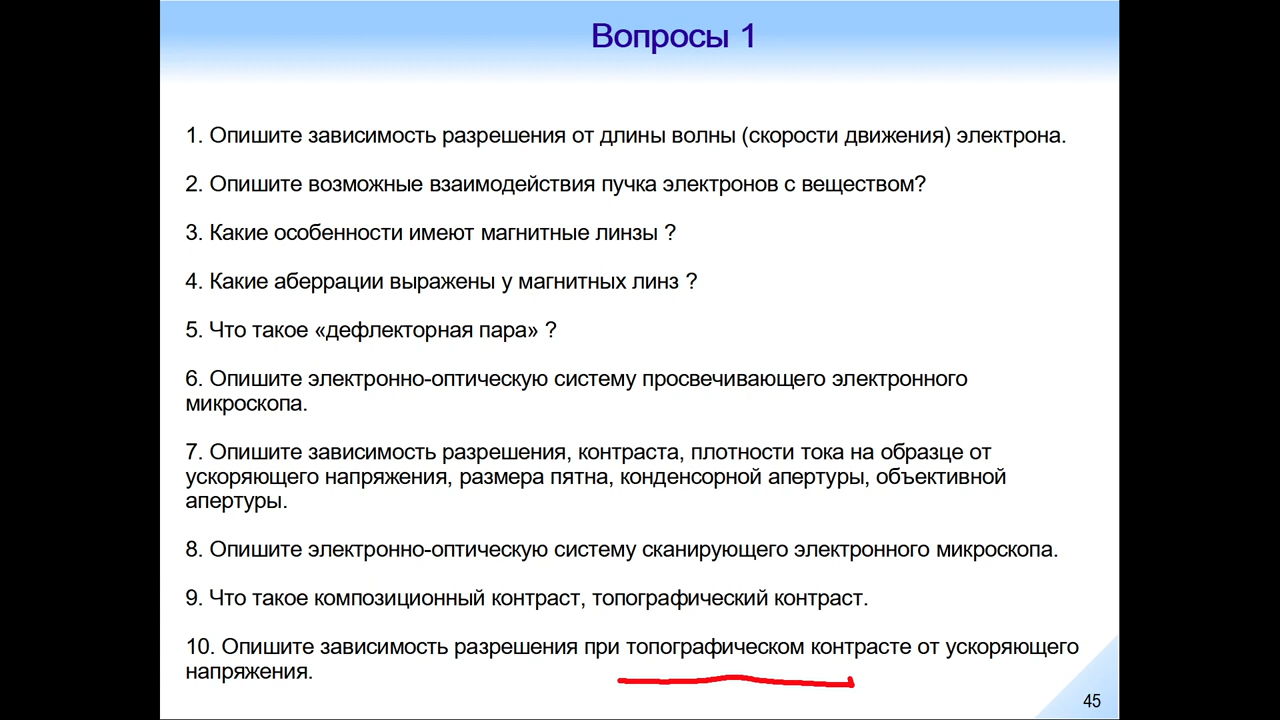 Вопросы 1
1. Опишите зависимость разрешения от длины волны (скорости движения) электрона.
2. Опишите возможные взаимодействия пучка электронов с веществом?
3. Какие особенности имеют магнитные линзы ?
4. Какие аберрации выражены у магнитных линз ?
5. Что такое «дефлекторная пара» ?
6. Опишите электронно-оптическую систему просвечивающего электронного
микроскопа.
7. Опишите зависимость разрешения, контраста, плотности тока на образце от
ускоряющего напряжения, размера пятна, конденсорной апертуры, объективной
апертуры.
8. Опишите электронно-оптическую систему сканирующего электронного микроскопа.
9. Что такое композиционный контраст, топографический контраст.
10. Опишите зависимость разрешения при топографическом контрасте от ускоряющего
напряжения.
45